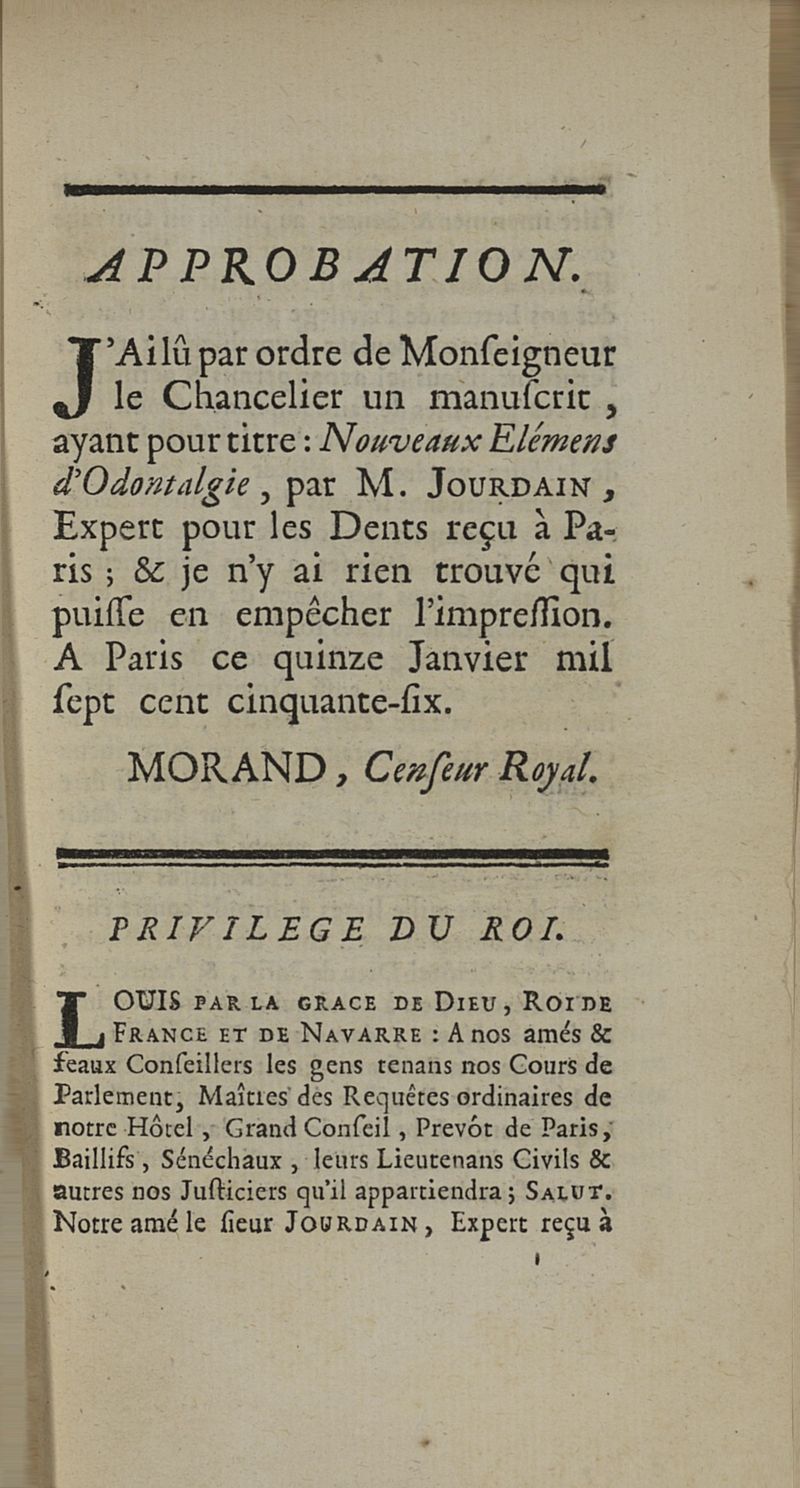 APPROBATION.
J'Ai lû par ordre de Monſeigneur
le Chancelier un manuſcrit ,
ayant pour titre : Nouveaux Elémens
d'Odontalgie , par M. JOURDAIN ,
Expert pour les Dents reçu à Pa-
ris ; & je n'y ai rien trouvé qui
puiſſe en empêcher l'impreſſion.
A Paris ce quinze Janvier mil
ſept cent cinquante-ſix.
MORAND , Cenſeur Royal.
PRIVILEGE DU ROI.
LOUIS PAR LA GRACE DE DIEU , ROI DE
FRANCE ET DE NAVARRE : A nos amés &
feaux Conſeillers les gens tenans nos Cours de
Parlement, Maîtres des Requêtes ordinaires de
notre Hôtel , Grand Conſeil , Prevôt de Paris,
Baillifs , Sénéchaux , leurs Lieutenans Civils &
autres nos Juſticiers qu'il appartiendra ; SALUT.
Notre amé le ſieur JOURDAIN , Expert reçu à